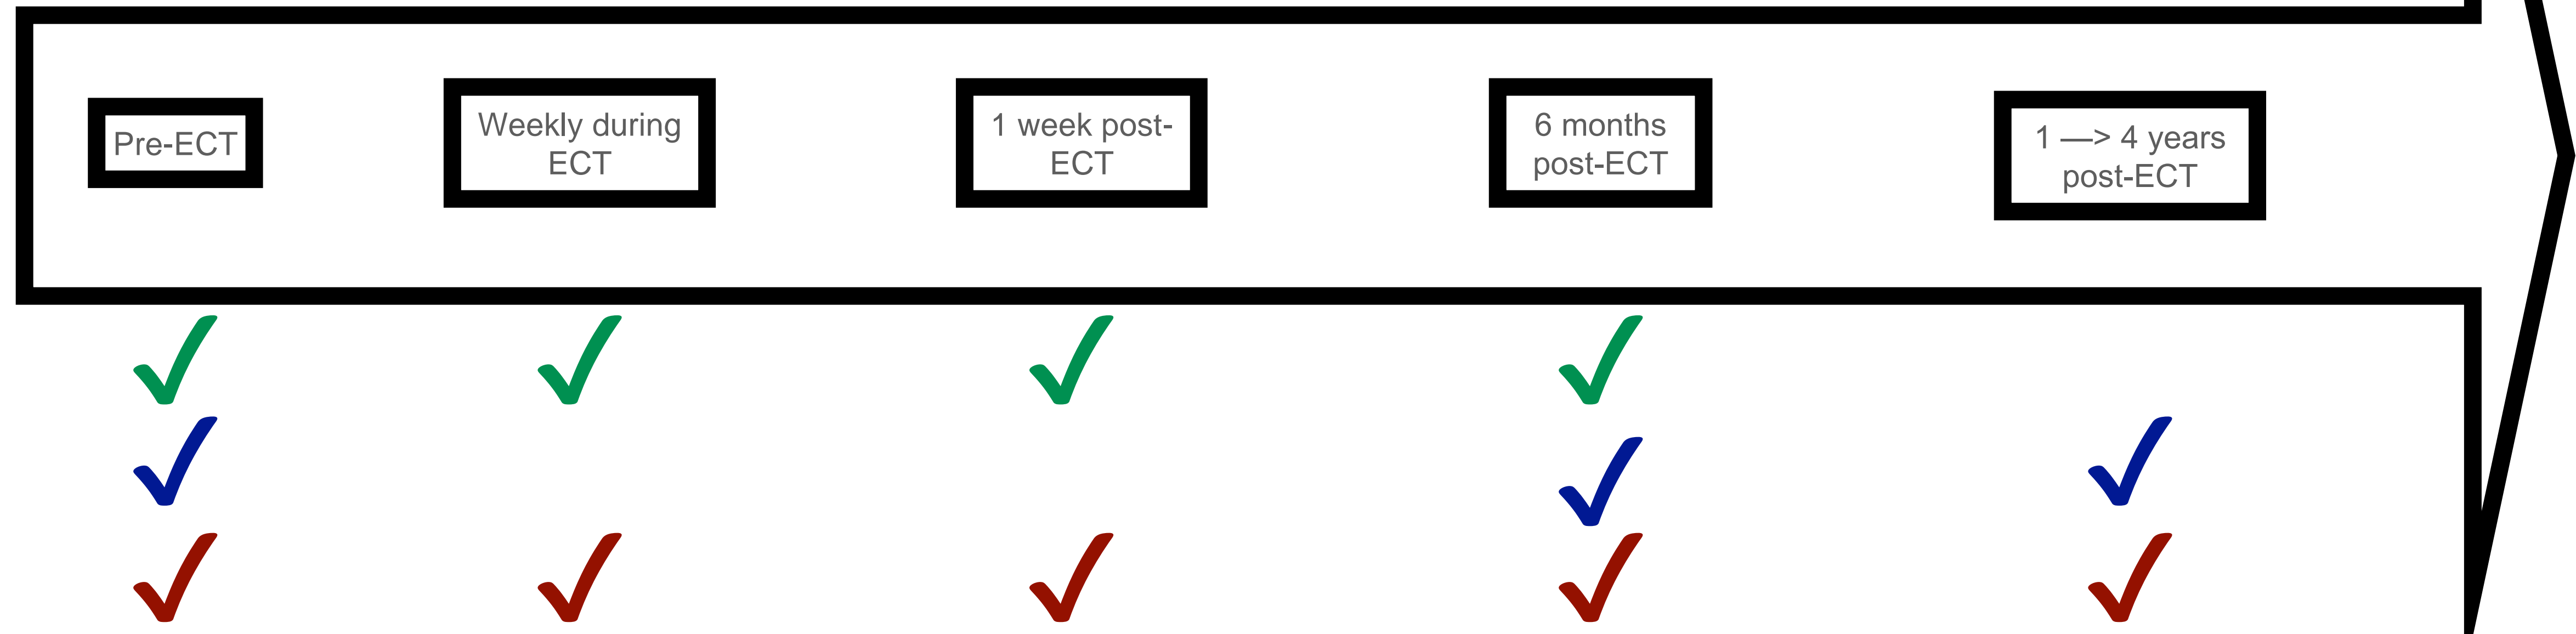 Pre-ECT
Weekly during
ECT
1 week post-
ECT
6 months
post-ECT
1 —> 4 years
post-ECT